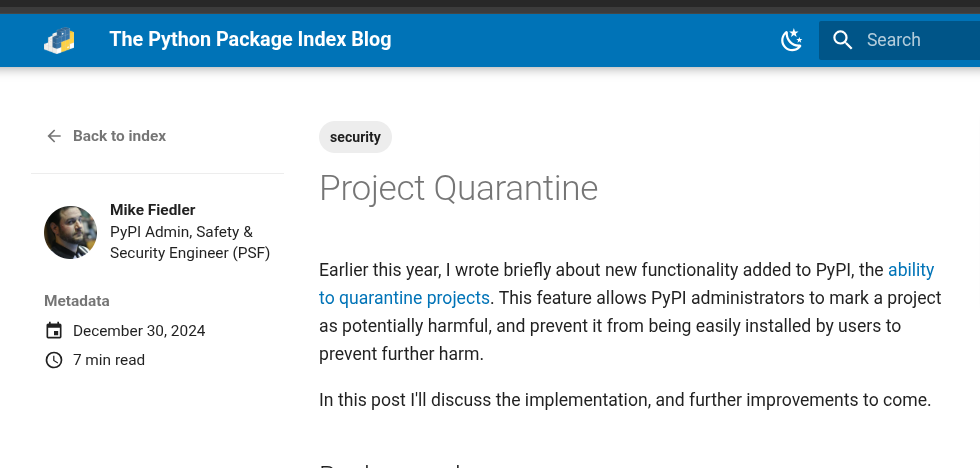 The Python Package Index Blog
Search
Back to index
Mike Fiedler
PyPI Admin, Safety &
Security Engineer (PSF)
Metadata
December 30, 2024
7 min read
security
Project Quarantine
Earlier this year, I wrote briefly about new functionality added to PyPI, the ability
to quarantine projects. This feature allows PyPI administrators to mark a project
as potentially harmful, and prevent it from being easily installed by users to
prevent further harm.
In this post I'll discuss the implementation, and further improvements to come.